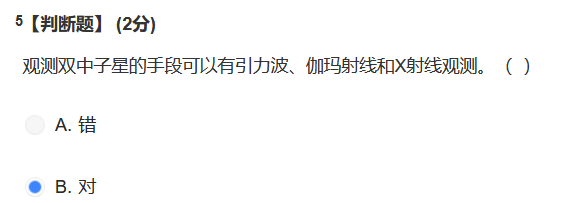 5【判断题】 (2分)
观测双中子星的手段可以有引力波、伽玛射线和X射线观测。（ ）
A. 错
B. 对